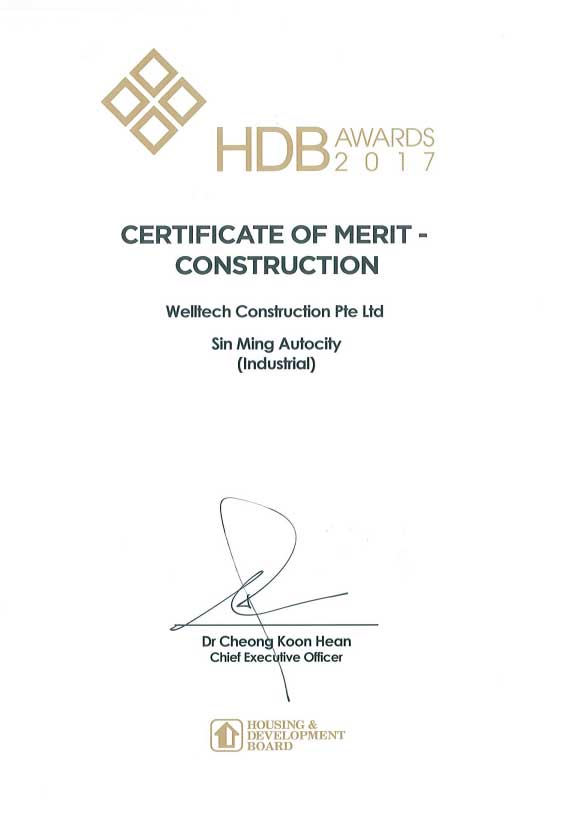 HDB AWARDS
2017
CERTIFICATE OF MERIT -
CONSTRUCTION
Welltech Construction Pte Ltd
Sin Ming Autocity
(Industrial)
Dr Cheong Koon Hean
Chief Executive Officer
HOUSING &
DEVELOPMENT
BOARD